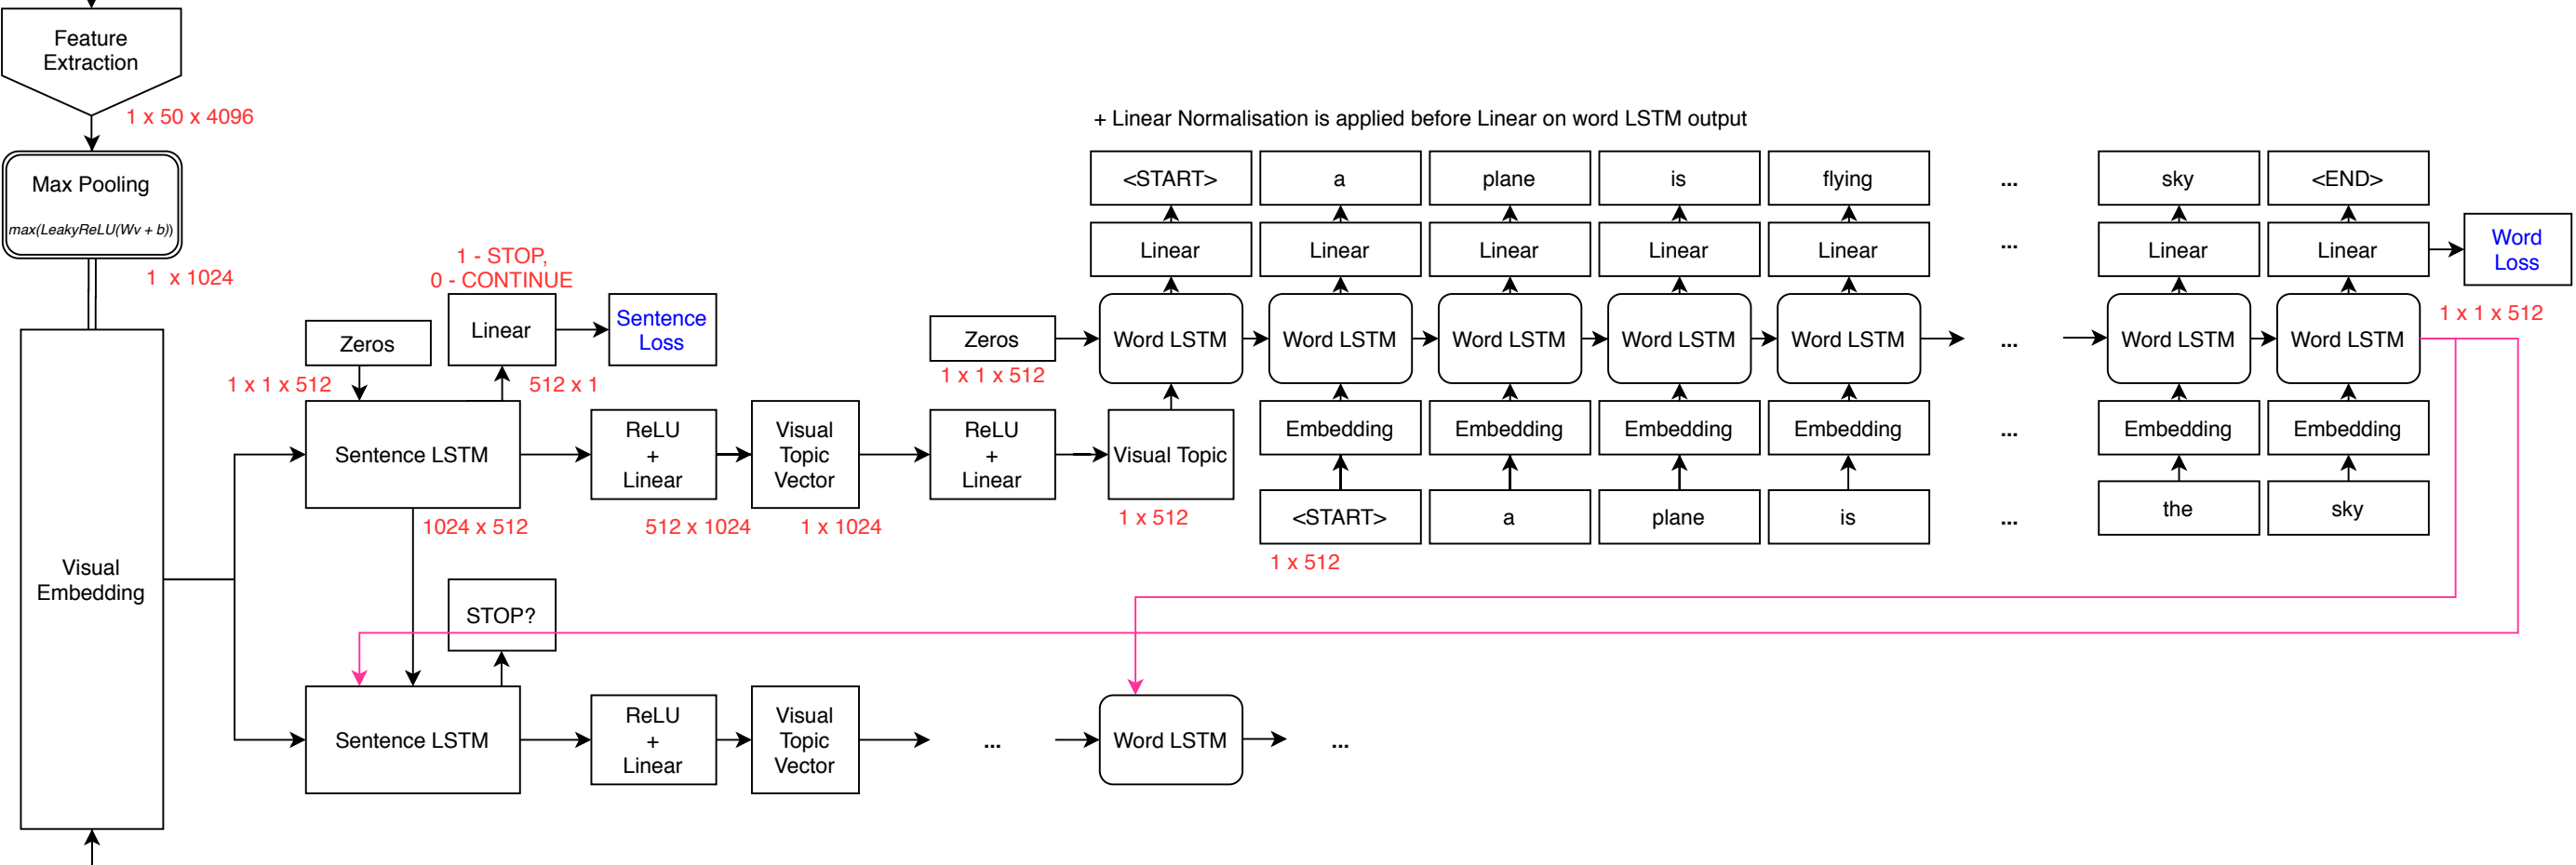 Feature
Extraction
1 x 50 x 4096
Max Pooling
max(LeakyReLU(Wv + b))
1 x 1024
Visual
Embedding
1 - STOP,
0 - CONTINUE
Zeros
Linear
Sentence
Loss
1 x 1 x 512
512 x 1
Sentence LSTM
ReLU
+
Linear
Visual
Topic
Vector
1024 x 512
512 x 1024
1 x 1024
STOP?
Sentence LSTM
ReLU
+
Linear
Visual
Topic
Vector
...
Word LSTM
...
+ Linear Normalisation is applied before Linear on word LSTM output
<START>
a
plane
is
flying
...
sky
<END>
Linear
Linear
Linear
Linear
Linear
...
Linear
Linear
Word
Loss
Zeros
1 x 1 x 512
Word LSTM
Word LSTM
Word LSTM
Word LSTM
Word LSTM
...
Word LSTM
Word LSTM
1 x 1 x 512
ReLU
+
Linear
Visual Topic
1 x 512
Embedding
Embedding
Embedding
Embedding
...
Embedding
Embedding
<START>
a
plane
is
...
the
sky
1 x 512